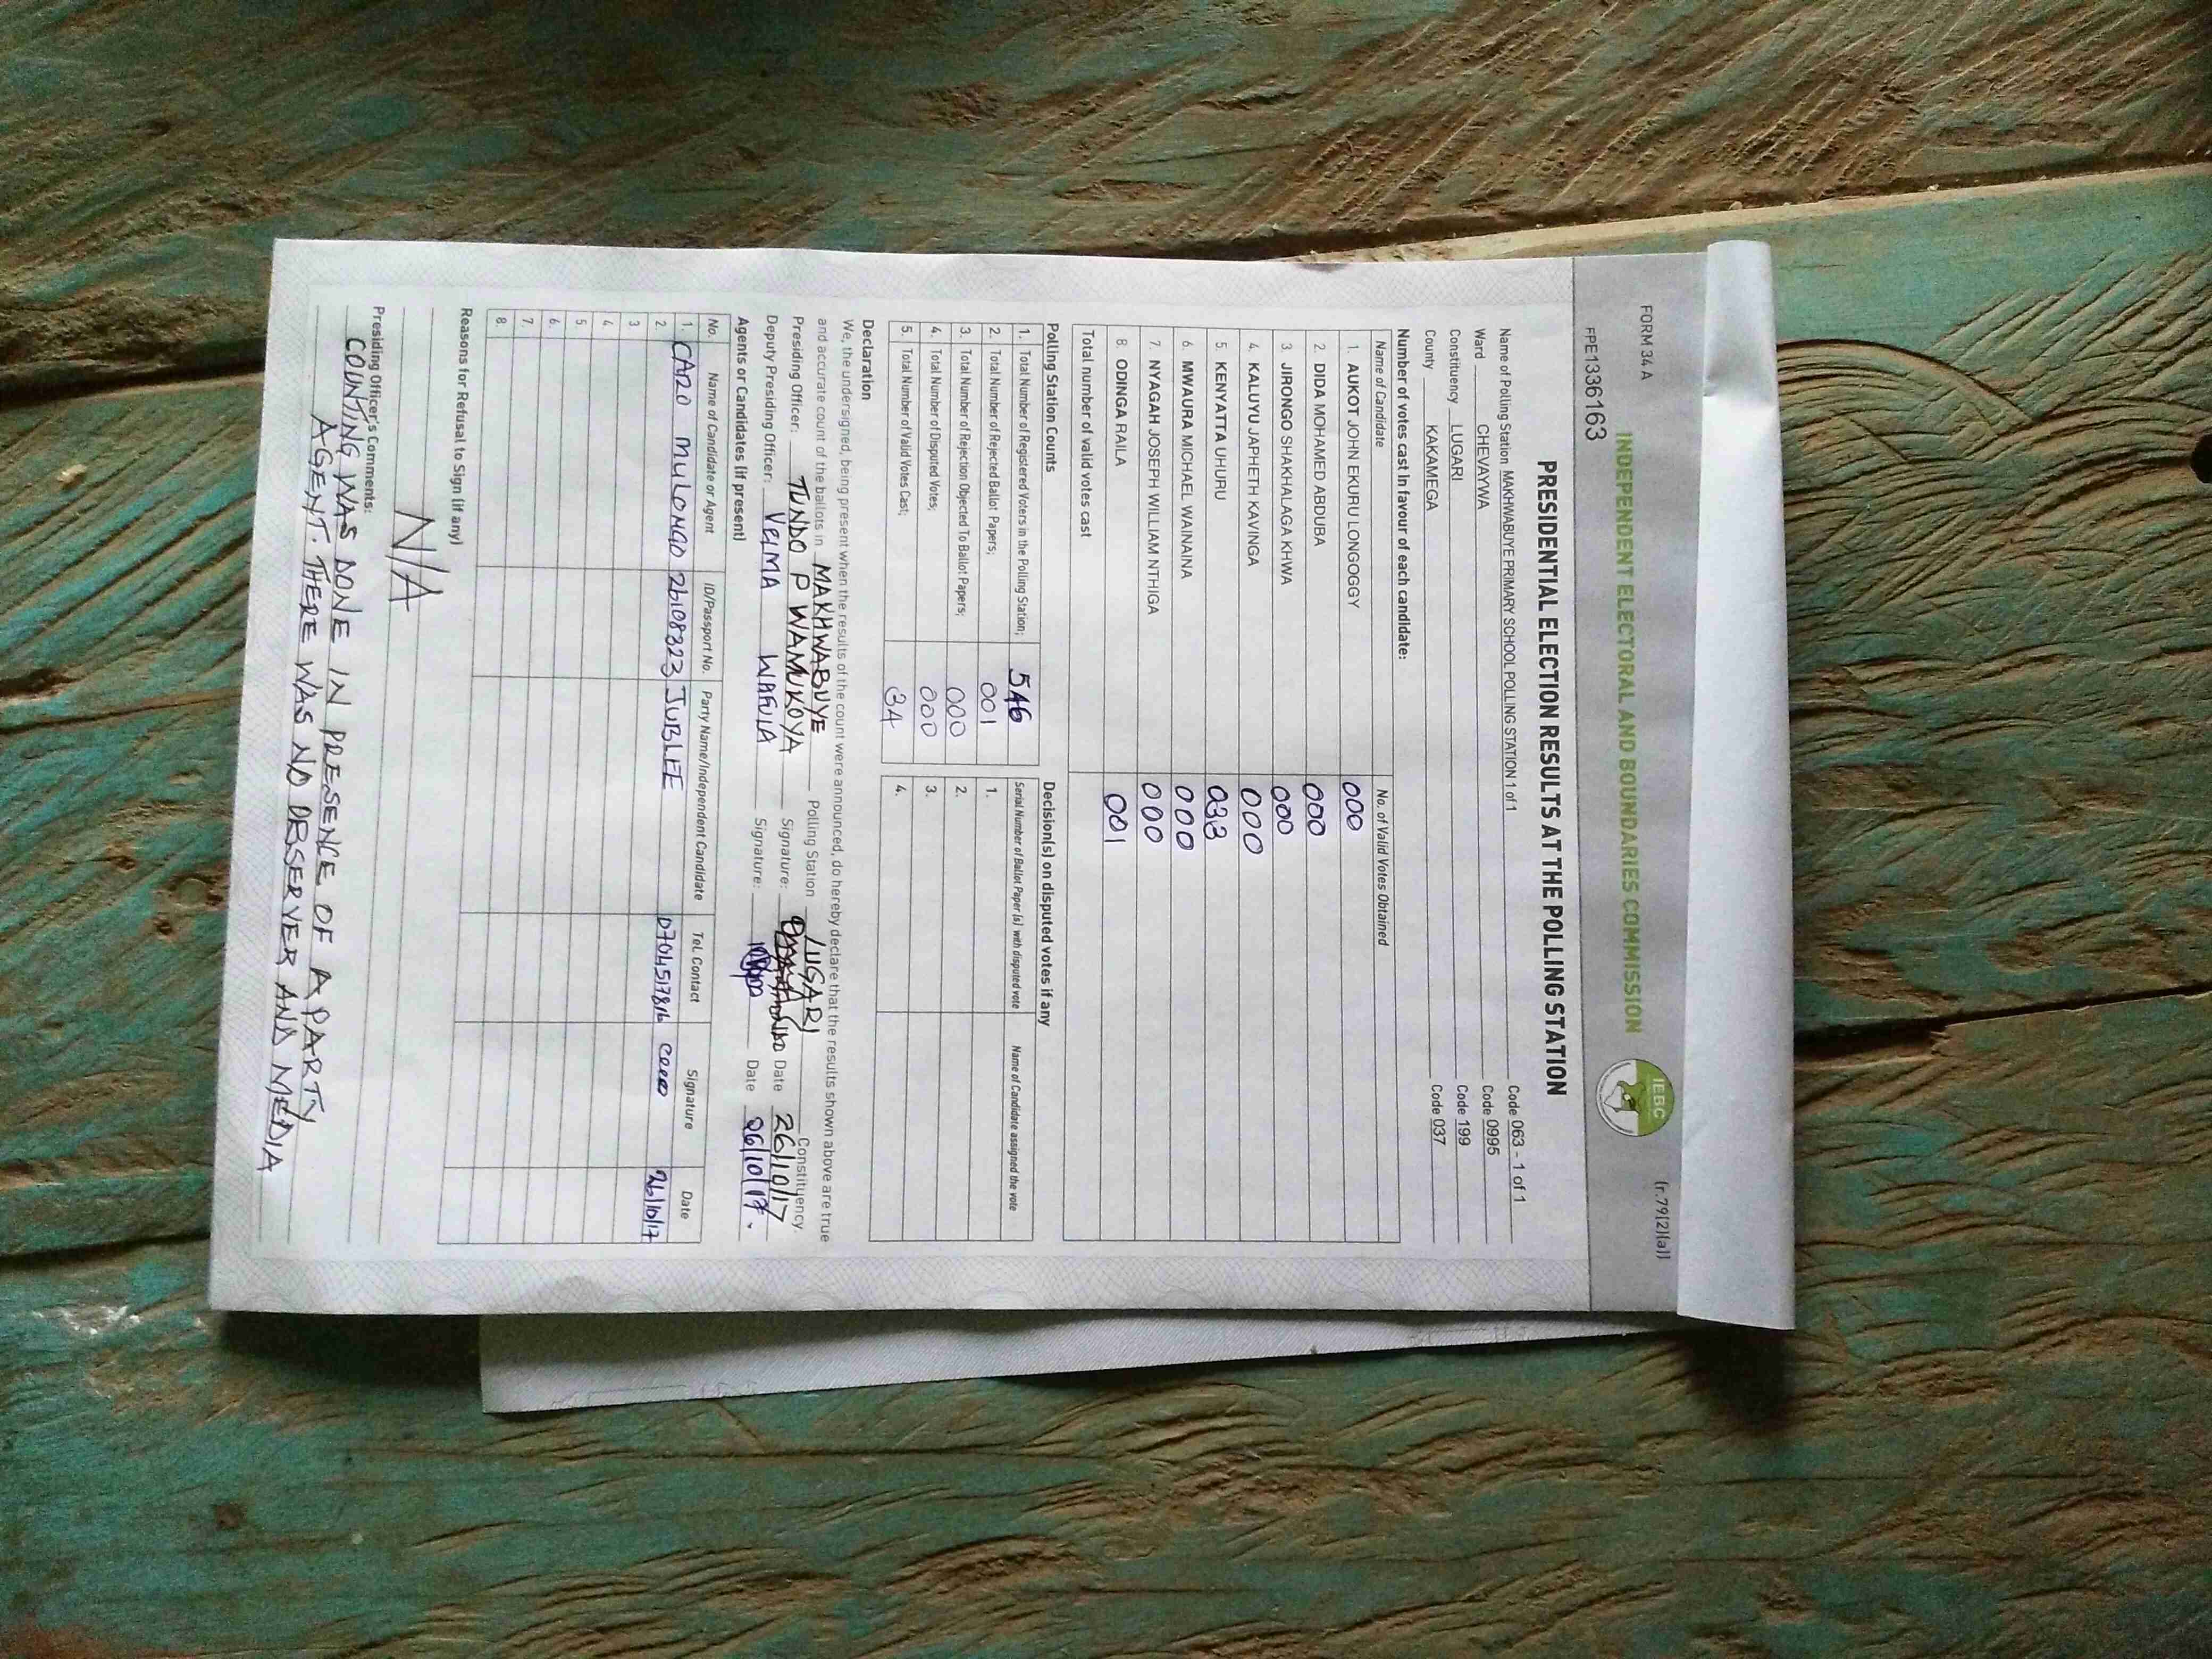 FORM 34 A
(r.79(2)(a))
INDEPENDENT ELECTORAL AND BOUNDARIES COMMISSION
IEBC
FPE1336163
PRESIDENTIAL ELECTION RESULTS AT THE POLLING STATION
Name of Polling Station MAKHWABUYE PRIMARY SCHOOL POLLING STATION 1 of 1 Code 063 - 1 of 1
Ward CHEVAYWA Code 0995
Constituency LUGARI Code 199
County KAKAMEGA Code 037
Number of votes cast in favour of each candidate:
Name of Candidate No. of Valid Votes Obtained
1. AUKOT JOHN EKURU LONGOGGY 000
2. DIDA MOHAMED ABDUBA 000
3. JIRONGO SHAKHALAGA KHWA 000
4. KALUYU JAPHETH KAVINGA 000
5. KENYATTA UHURU 033
6. MWAURA MICHAEL WAINAINA 000
7. NYAGAH JOSEPH WILLIAM NTHIGA 000
8. ODINGA RAILA 001
Total number of valid votes cast
Polling Station Counts Decision(s) on disputed votes if any
1. Total Number of Registered Voters in the Polling Station; 546 Serial Number of Ballot Paper (s) with disputed vote Name of Candidate assigned the vote
2. Total Number of Rejected Ballot Papers; 001 1.
3. Total Number of Rejection Objected To Ballot Papers; 000 2.
4. Total Number of Disputed Votes; 000 3.
5. Total Number of Valid Votes Cast; 34 4.
Declaration
We, the undersigned, being present when the results of the count were announced, do hereby declare that the results shown above are true
and accurate count of the ballots in MAKHWABUYE Polling Station LUGARI Constituency.
Presiding Officer: TUNDO P WAMUKOYA Signature: Date 26/10/17
Deputy Presiding Officer: VELMA WAFULA Signature: Date 26/10/17.
Agents or Candidates (if present)
No. Name of Candidate or Agent ID/Passport No. Party Name/Independent Candidate Tel. Contact Signature Date
1. CARO MULONGO 26108323 JUBLEE 0704517816 26/10/17
2
3
4
5
6.
7.
8.
Reasons for Refusal to Sign (if any)
N/A
Presiding Officer's Comments:
COUNTING WAS DONE IN PRESENCE OF A PARTY
AGENT. THERE WAS NO OBSERVER AND MEDIA